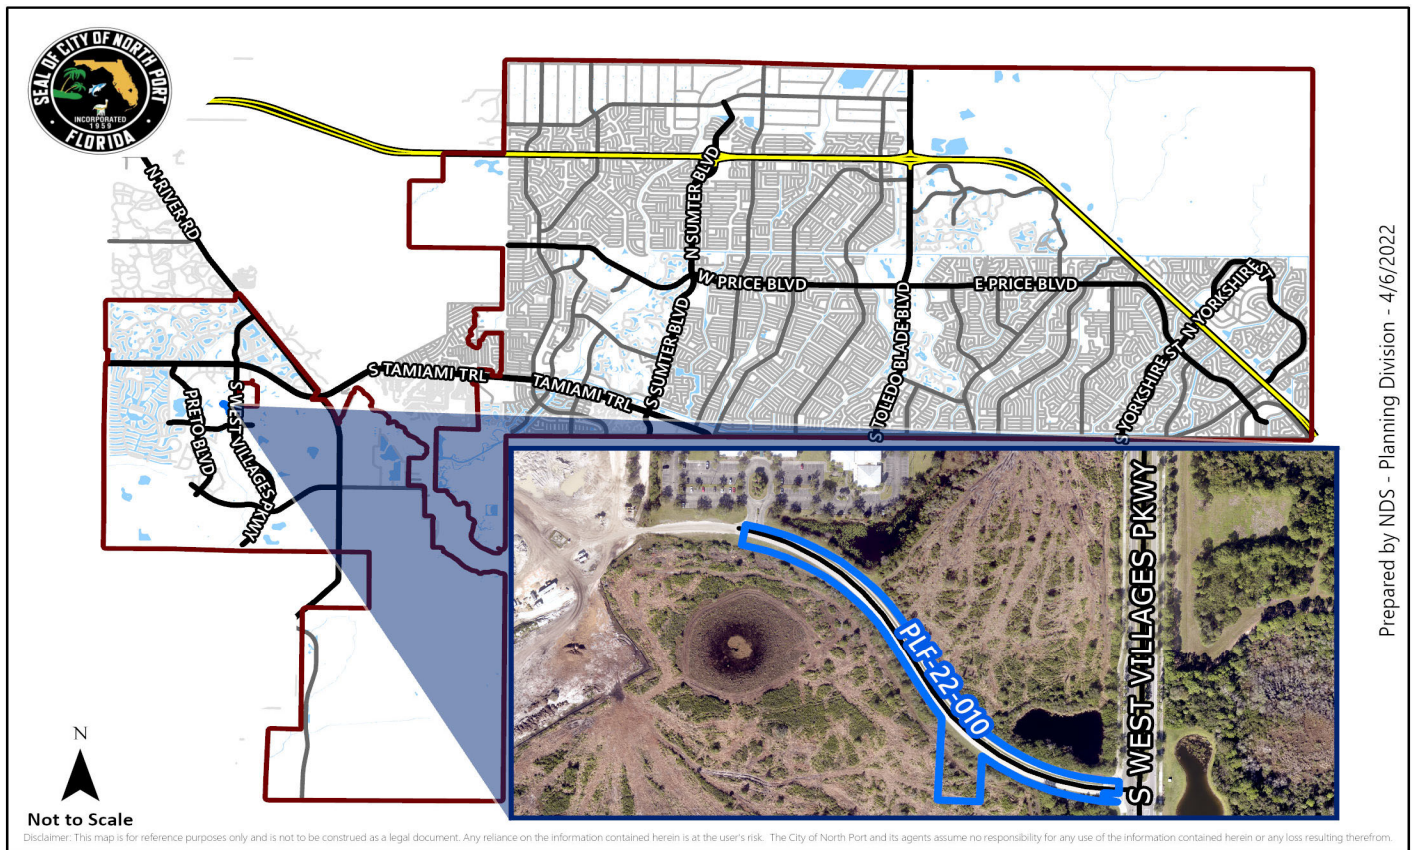 SEAL OF CITY OF NORTH PORT
INCORPORATED
1959
FLORIDA
N RIVER RD
N SUMTER BLVD
W PRICE BLVD
E PRICE BLVD
N YORKSHIRE ST
S YORKSHIRE ST
S TOLEDO BLADE BLVD
S SUMTER BLVD
S TAMIAMI TRL
TAMIAMI TRL
PRETO BLVD
S WEST VILLAGES PKWY
PLF-22-010
S WEST VILLAGES PKWY
Prepared by NDS - Planning Division - 4/6/2022
N
Not to Scale
Disclaimer: This map is for reference purposes only and is not to be construed as a legal document. Any reliance on the information contained herein is at the user's risk. The City of North Port and its agents assume no responsibility for any use of the information contained herein or any loss resulting therefrom.